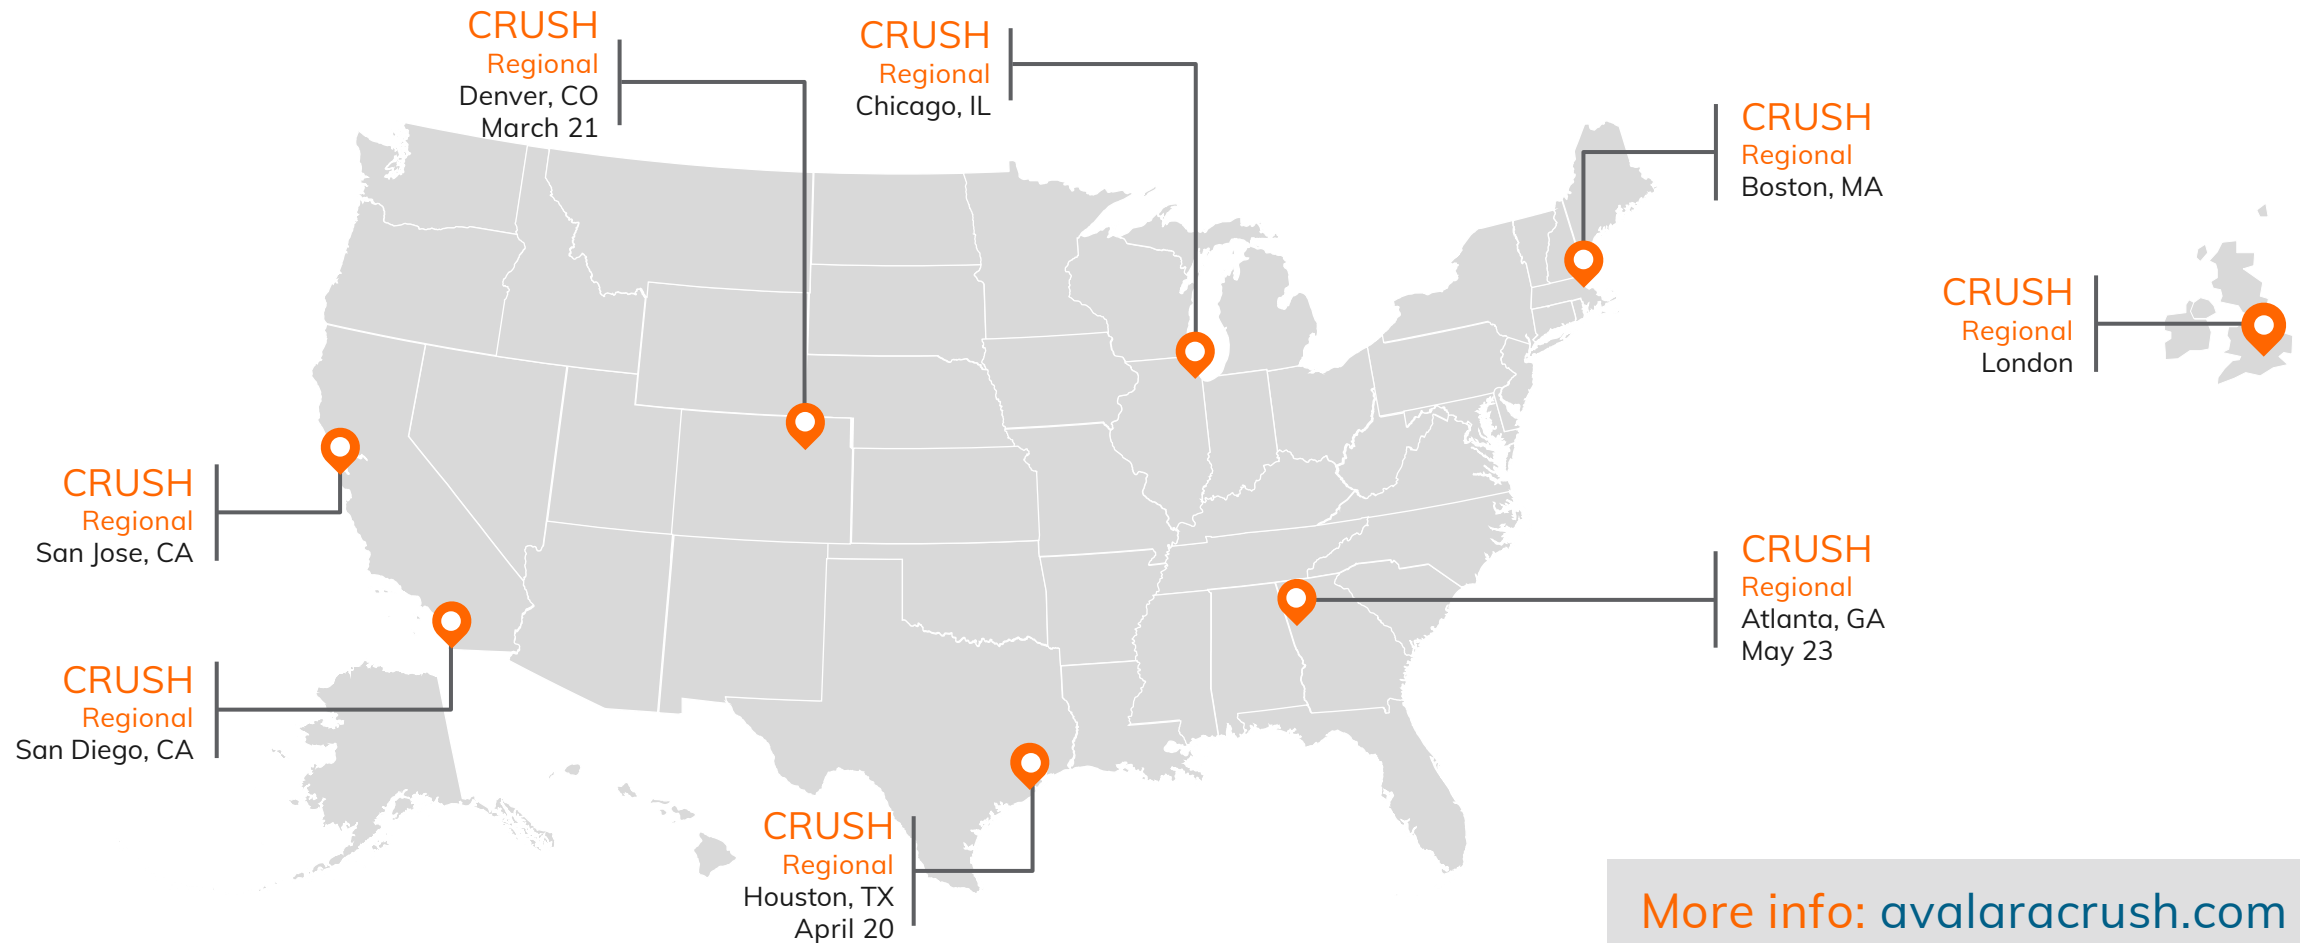 CRUSH
Regional
Denver, CO
March 21
CRUSH
Regional
Chicago, IL
CRUSH
Regional
Boston, MA
CRUSH
Regional
London
CRUSH
Regional
San Jose, CA
CRUSH
Regional
Atlanta, GA
May 23
CRUSH
Regional
San Diego, CA
CRUSH
Regional
Houston, TX
April 20
More info: avalaracrush.com